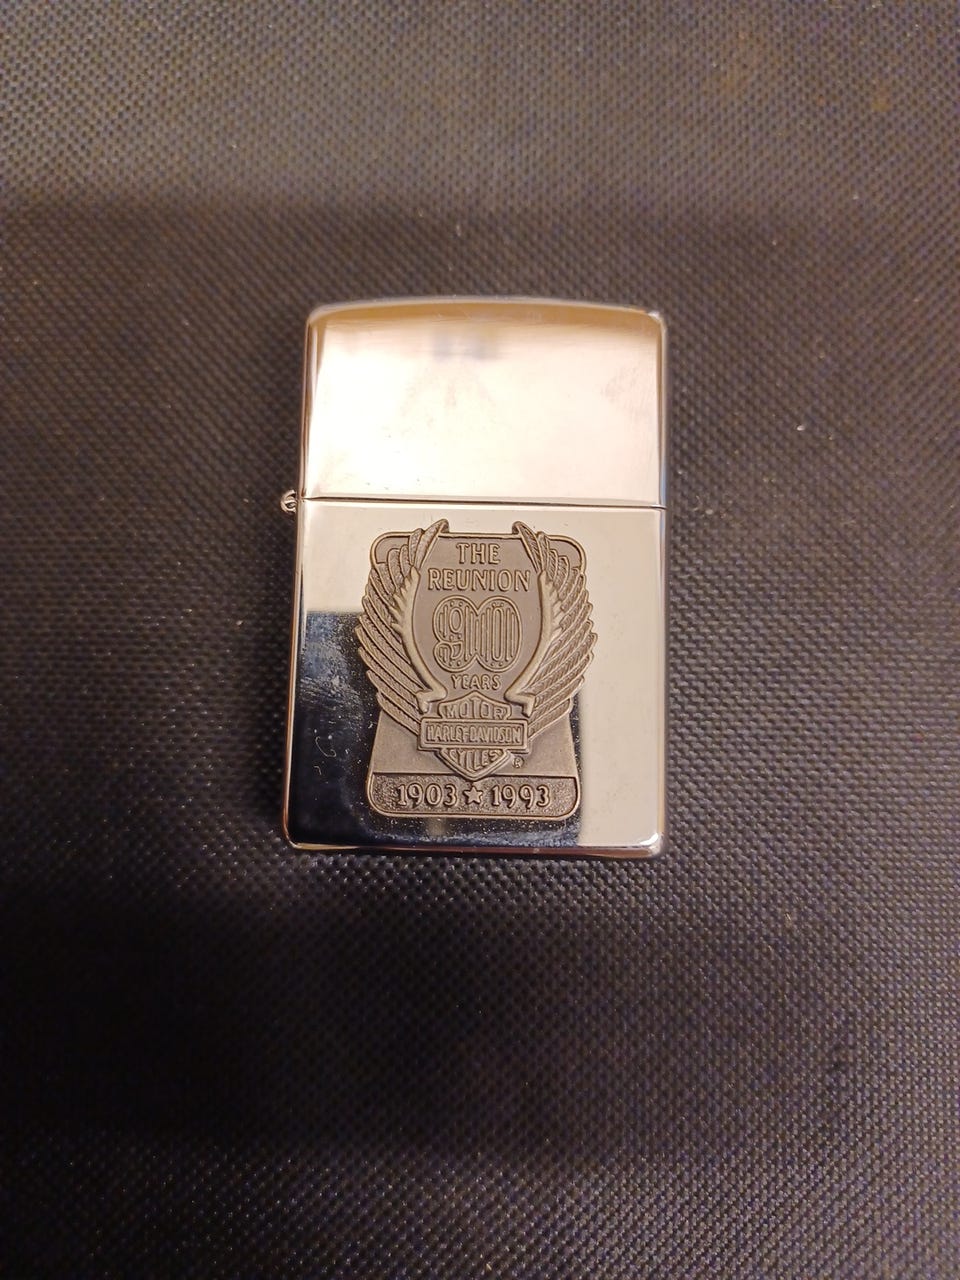 THE
REUNION
90
YEARS
MOTOR
HARLEY-DAVIDSON
CYCLES
®
1903 ★ 1993